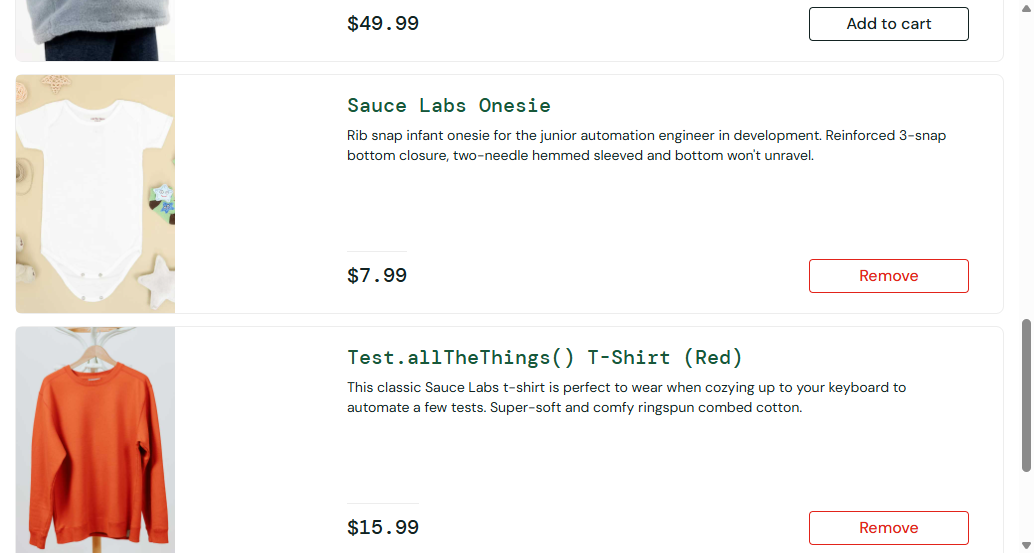 $49.99
Add to cart
Sauce Labs Onesie
Rib snap infant onesie for the junior automation engineer in development. Reinforced 3-snap
bottom closure, two-needle hemmed sleeved and bottom won't unravel.
$7.99
Remove
Test.allTheThings() T-Shirt (Red)
This classic Sauce Labs t-shirt is perfect to wear when cozying up to your keyboard to
automate a few tests. Super-soft and comfy ringspun combed cotton.
$15.99
Remove